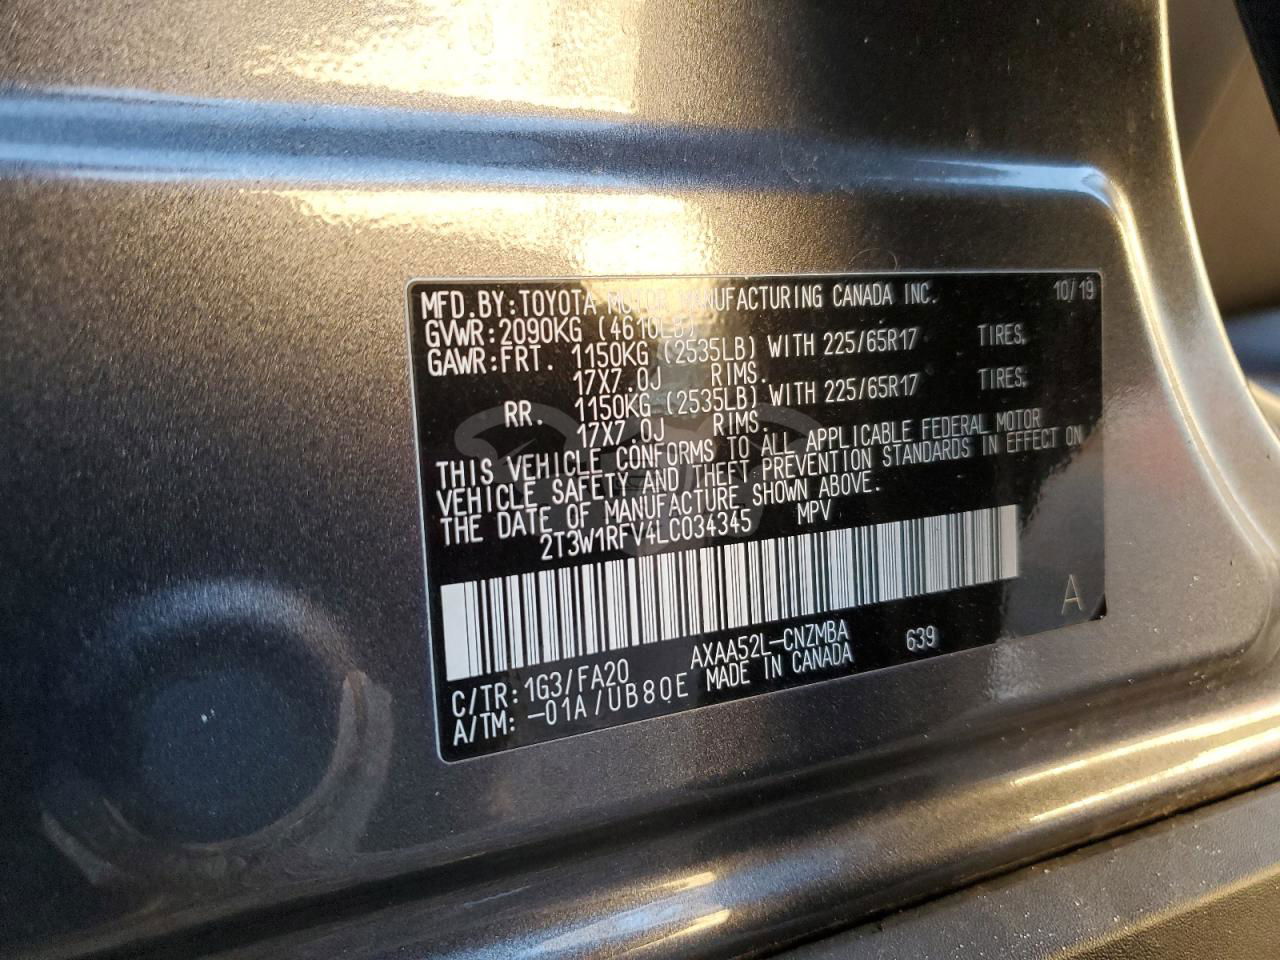 MFD.BY:TOYOTA MOTOR MANUFACTURING CANADA INC. 10/19
GVWR:2090KG (4610LB)
GAWR:FRT. 1150KG (2535LB) WITH 225/65R17 TIRES,
17X7.0J RIMS.
RR. 1150KG (2535LB) WITH 225/65R17 TIRES,
17X7.0J RIMS.
THIS VEHICLE CONFORMS TO ALL APPLICABLE FEDERAL MOTOR
VEHICLE SAFETY AND THEFT PREVENTION STANDARDS IN EFFECT ON
THE DATE OF MANUFACTURE SHOWN ABOVE.
2T3W1RFV4LC034345 MPV
A
C/TR: 1G3/FA20 AXAA52L-CNZMBA 639
A/TM: -01A/UB80E MADE IN CANADA